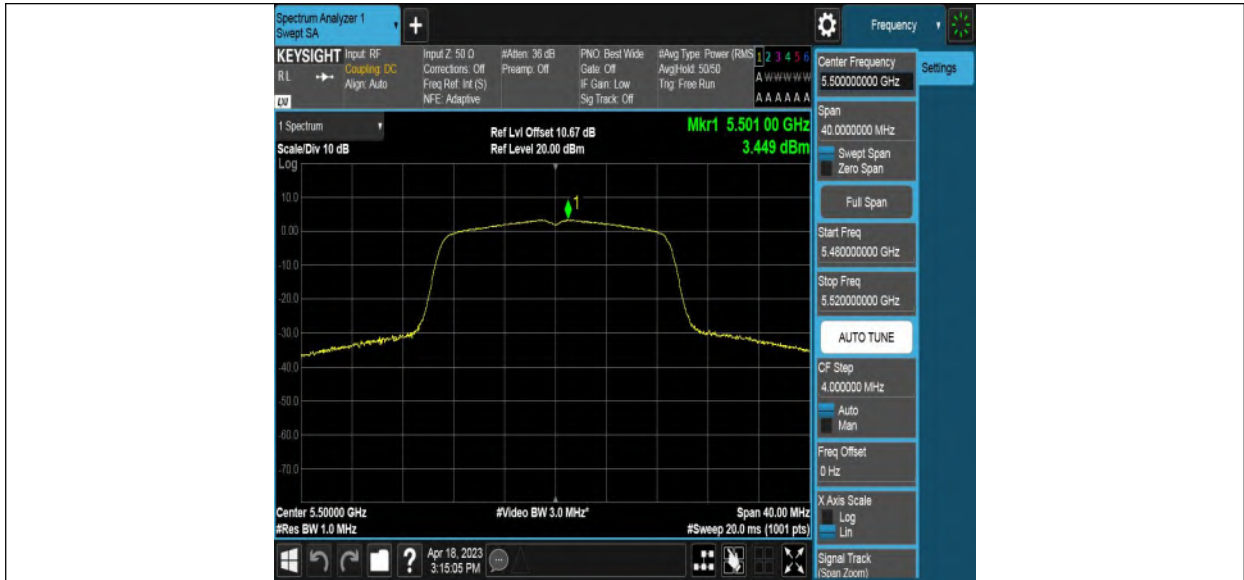 Spectrum Analyzer 1
Swept SA
+
Frequency
KEYSIGHT
R L
LXI
Input: RF
Coupling: DC
Align: Auto
Input Z: 50 Ω
Corrections: Off
Freq Ref: Int (S)
NFE: Adaptive
#Atten: 36 dB
Preamp: Off
PNO: Best Wide
Gate: Off
IF Gain: Low
Sig Track: Off
#Avg Type: Power (RMS
Avg|Hold: 50/50
Trig: Free Run
1 2 3 4 5 6
A W W W W W
A A A A A A
1 Spectrum
Scale/Div 10 dB
Log
Ref Lvl Offset 10.67 dB
Ref Level 20.00 dBm
Mkr1 5.501 00 GHz
3.449 dBm
1
10.0
0.00
-10.0
-20.0
-30.0
-40.0
-50.0
-60.0
-70.0
Center 5.50000 GHz
#Res BW 1.0 MHz
#Video BW 3.0 MHz*
Span 40.00 MHz
#Sweep 20.0 ms (1001 pts)
Center Frequency
5.500000000 GHz
Settings
Span
40.0000000 MHz
Swept Span
Zero Span
Full Span
Start Freq
5.480000000 GHz
Stop Freq
5.520000000 GHz
AUTO TUNE
CF Step
4.000000 MHz
Auto
Man
Freq Offset
0 Hz
X Axis Scale
Log
Lin
Signal Track
(Span Zoom)
?
Apr 18, 2023
3:15:05 PM